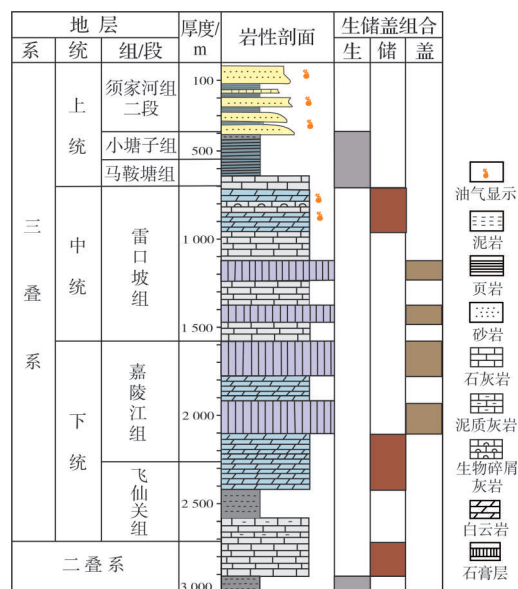 地 层
厚度/
m
岩性剖面
生储盖组合
系
统
组/段
生
储
盖
三叠系
上统
须家河组
二段
小塘子组
马鞍塘组
中统
雷口坡组
下统
嘉陵江组
飞仙关组
二叠系
100
500
1 000
1 500
2 000
2 500
3 000
油气显示
泥岩
页岩
砂岩
石灰岩
泥质灰岩
生物碎屑
灰岩
白云岩
石膏层